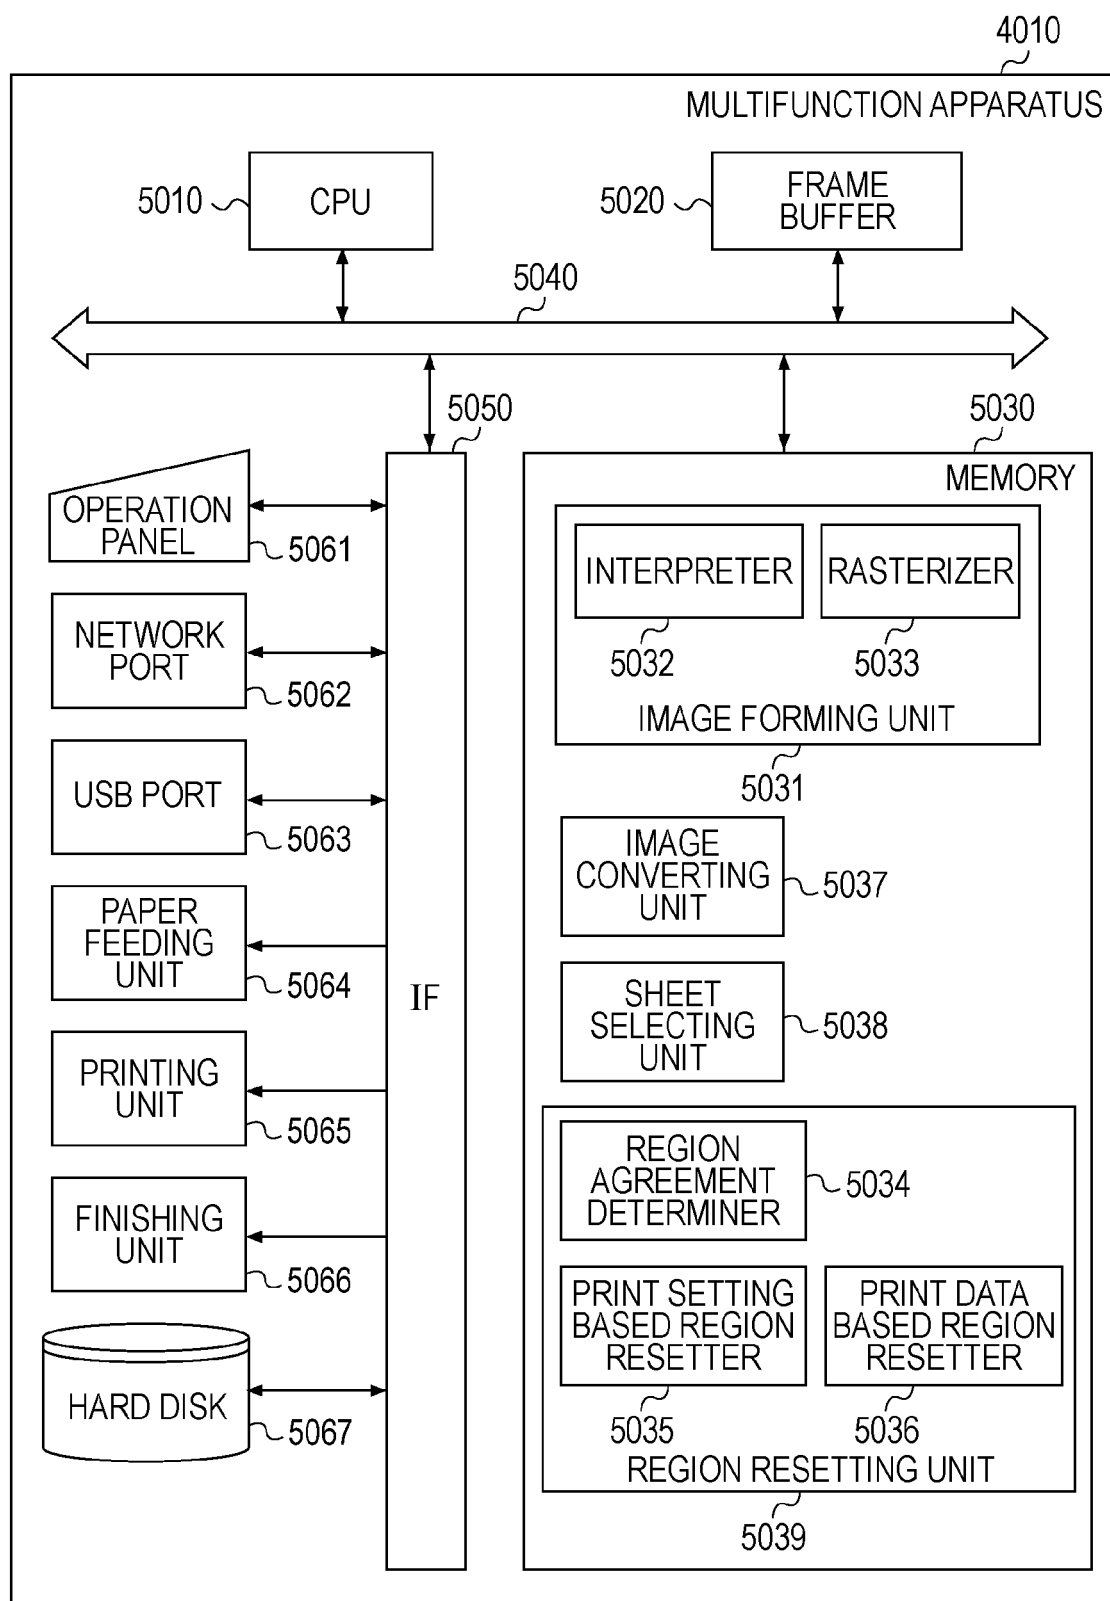 4010
MULTIFUNCTION APPARATUS
5010
CPU
5020
FRAME
BUFFER
5040
5050
5030
OPERATION
PANEL
5061
NETWORK
PORT
5062
USB PORT
5063
PAPER
FEEDING
UNIT
5064
PRINTING
UNIT
5065
FINISHING
UNIT
5066
HARD DISK
5067
IF
MEMORY
INTERPRETER
5032
RASTERIZER
5033
IMAGE FORMING UNIT
5031
IMAGE
CONVERTING
UNIT
5037
SHEET
SELECTING
UNIT
5038
REGION
AGREEMENT
DETERMINER
5034
PRINT SETTING
BASED REGION
RESETTER
5035
PRINT DATA
BASED REGION
RESETTER
5036
REGION RESETTING UNIT
5039